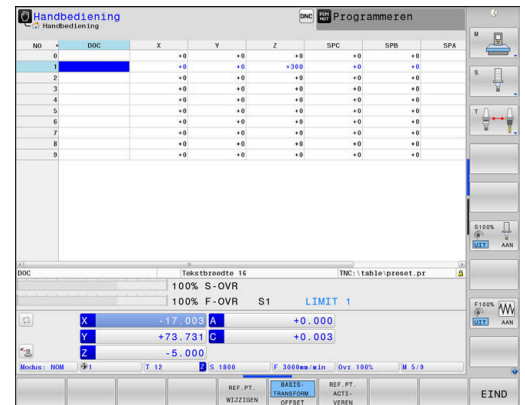 Handbediening
Handbediening
DNC
Programmeren
NO DOC X Y Z SPC SPB SPA
0 +0 +0 +0 +0 +0
1 +0 +0 +300 +0 +0
2 +0 +0 +0 +0 +0
3 +0 +0 +0 +0 +0
4 +0 +0 +0 +0 +0
5 +0 +0 +0 +0 +0
6 +0 +0 +0 +0 +0
7 +0 +0 +0 +0 +0
8 +0 +0 +0 +0 +0
9 +0 +0 +0 +0 +0
M
S
T
S100%
UIT AAN
DOC Tekstbreedte 16 TNC:\table\preset.pr
100% S-OVR
100% F-OVR S1 LIMIT 1
F100%
UIT AAN
X -17.003 A +0.000
Y +73.731 C +0.003
Z -5.000
Modus: NOM 1 T 12 Z S 1800 F 3000mm/min Ovr 100% M 5/9
REF.PT. WIJZIGEN
BASIS-TRANSFORM. OFFSET
REF.PT. ACTI-VEREN
EIND